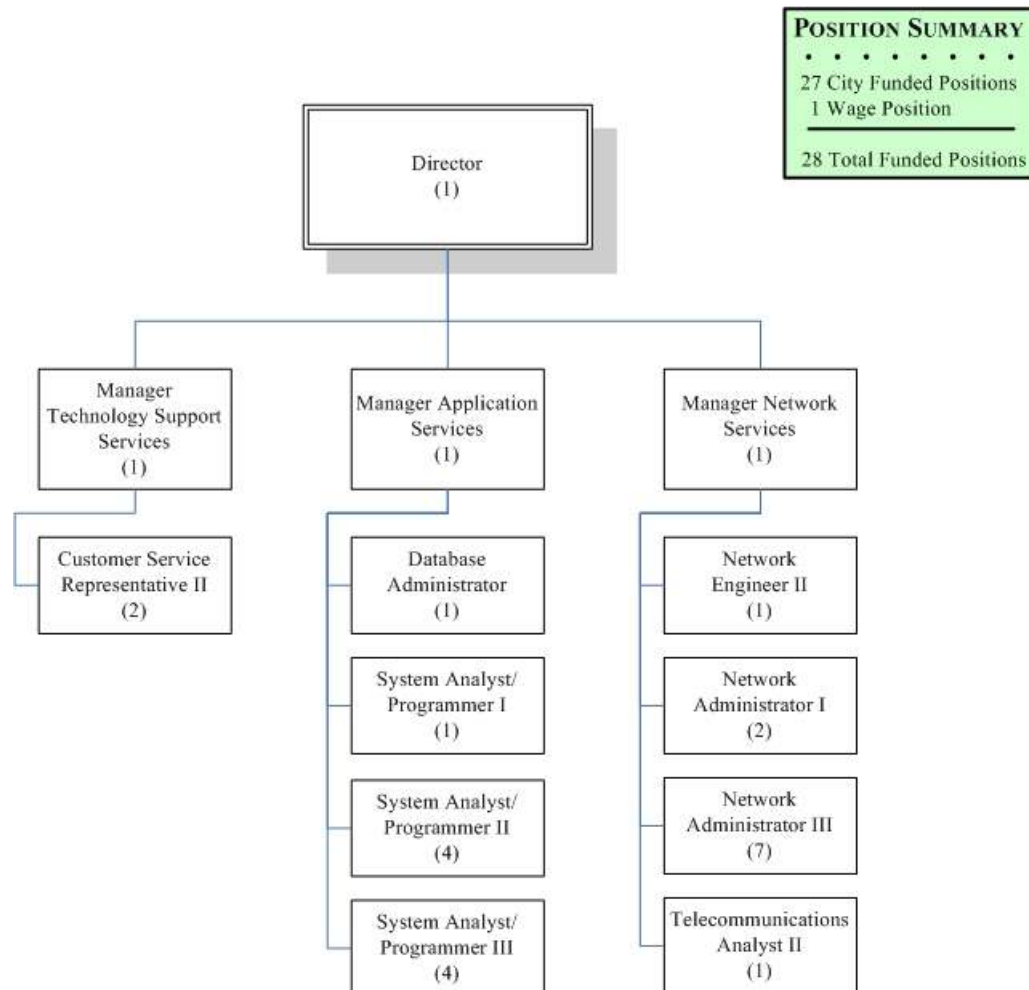 POSITION SUMMARY
27 City Funded Positions
1 Wage Position
28 Total Funded Positions
Director
(1)
Manager
Technology Support
Services
(1)
Manager Application
Services
(1)
Manager Network
Services
(1)
Customer Service
Representative II
(2)
Database
Administrator
(1)
Network
Engineer II
(1)
System Analyst/
Programmer I
(1)
Network
Administrator I
(2)
System Analyst/
Programmer II
(4)
Network
Administrator III
(7)
System Analyst/
Programmer III
(4)
Telecommunications
Analyst II
(1)